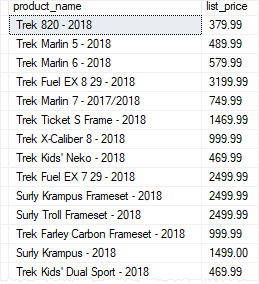 product_name list_price
Trek 820 - 2018 379.99
Trek Marlin 5 - 2018 489.99
Trek Marlin 6 - 2018 579.99
Trek Fuel EX 8 29 - 2018 3199.99
Trek Marlin 7 - 2017/2018 749.99
Trek Ticket S Frame - 2018 1469.99
Trek X-Caliber 8 - 2018 999.99
Trek Kids' Neko - 2018 469.99
Trek Fuel EX 7 29 - 2018 2499.99
Surly Krampus Frameset - 2018 2499.99
Surly Troll Frameset - 2018 2499.99
Trek Farley Carbon Frameset - 2018 999.99
Surly Krampus - 2018 1499.00
Trek Kids' Dual Sport - 2018 469.99